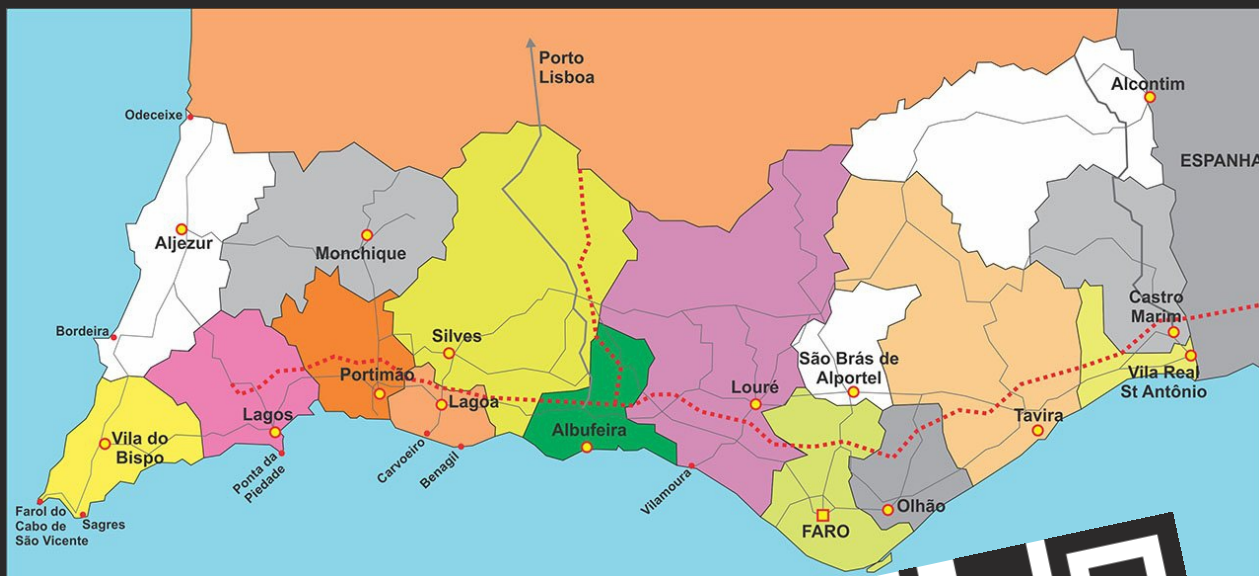 Porto
Lisboa
Alcontim
Odeceixe
ESPANHA
Aljezur
Monchique
Castro
Marim
Bordeira
Silves
São Brás de
Alportel
Vila Real
St Antônio
Portimão
Lagoa
Louré
Lagos
Tavira
Albufeira
Vila do
Bispo
Carvoeiro
Benagil
Ponta da
Piedade
Vilamoura
Olhão
Farol do
Cabo de
São Vicente
Sagres
FARO